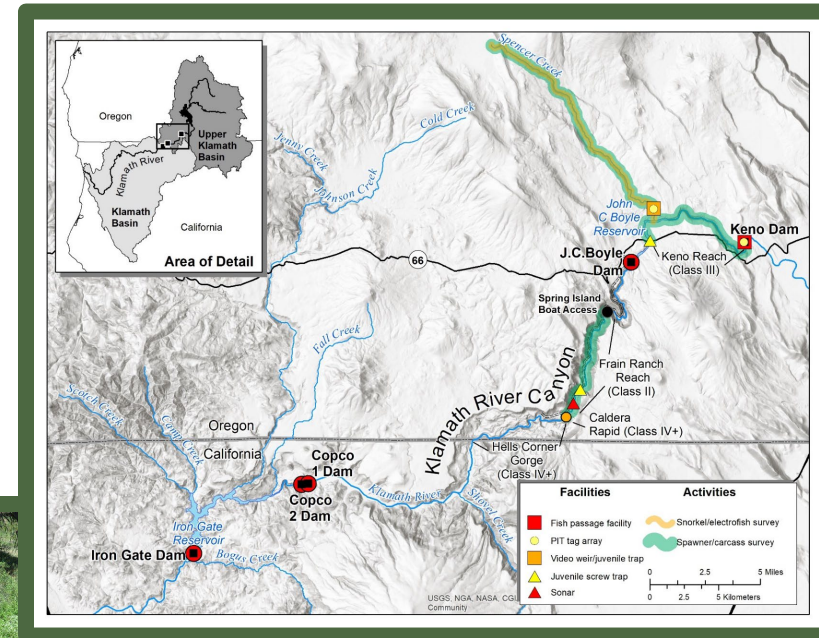 Oregon
Upper
Klamath
Basin
Klamath River
Klamath
Basin
California
Area of Detail
Spencer Creek
Cold Creek
Jenny Creek
Johnson Creek
John
C Boyle
Reservoir
Keno Dam
J.C.Boyle
Dam
Keno Reach
(Class III)
66
Spring Island
Boat Access
Fall Creek
Frain Ranch
Reach
(Class II)
Klamath River Canyon
Scotch Creek
Camp Creek
Oregon
California
Caldera
Rapid (Class IV+)
Hells Corner
Gorge
(Class IV+)
Copco
1 Dam
Copco
2 Dam
Klamath River
Shovel Creek
Iron Gate
Reservoir
Iron Gate Dam
Bogus Creek
Facilities
Fish passage facility
PIT tag array
Video weir/juvenile trap
Juvenile screw trap
Sonar
Activities
Snorkel/electrofish survey
Spawner/carcass survey
0 2.5 5 Miles
0 2.5 5 Kilometers
USGS, NGA, NASA,
Community